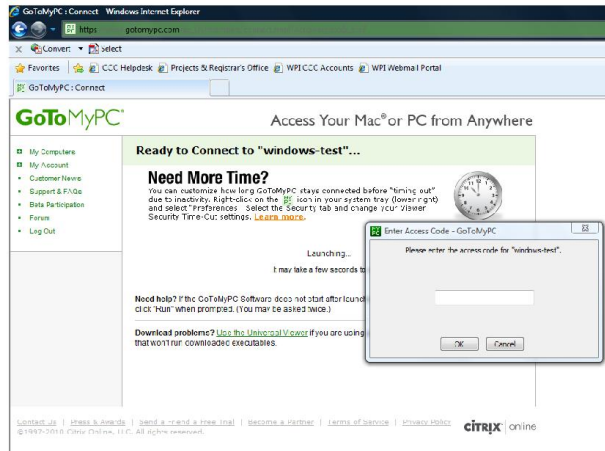 GoToMyPC : Connect Windows Internet Explorer
https gotomypc.com
Convert Select
Favorites CCC Helpdesk Projects & Registrar's Office WPI CCC Accounts WPI Webmail Portal
GoToMyPC : Connect
GoToMyPC
Access Your Mac® or PC from Anywhere
My Computers
My Account
Customer News
Support & FAQs
Beta Participation
Forum
Log Out
Ready to Connect to "windows-test"...
Need More Time?
You can customize how long GoToMyPC stays connected before "timing out"
due to inactivity. Right-click on the icon in your system tray (lower right)
and select "Preferences". Select the Security tab and change your Viewer
Security Time-Out settings. Learn more.
Launching...
It may take a few seconds to
Need help? If the GoToMyPC Software does not start after launch
click "Run" when prompted. (You may be asked twice.)
Download problems? Use the Universal Viewer if you are using
that won't run downloaded executables.
Enter Access Code - GoToMyPC
Please enter the access code for "windows-test".
OK Cancel
Contact Us | Press & Awards | Send a Friend a Free Trial | Become a Partner | Terms of Service | Privacy Policy
©1997-2010 Citrix Online, LLC. All rights reserved.
CITRIX online